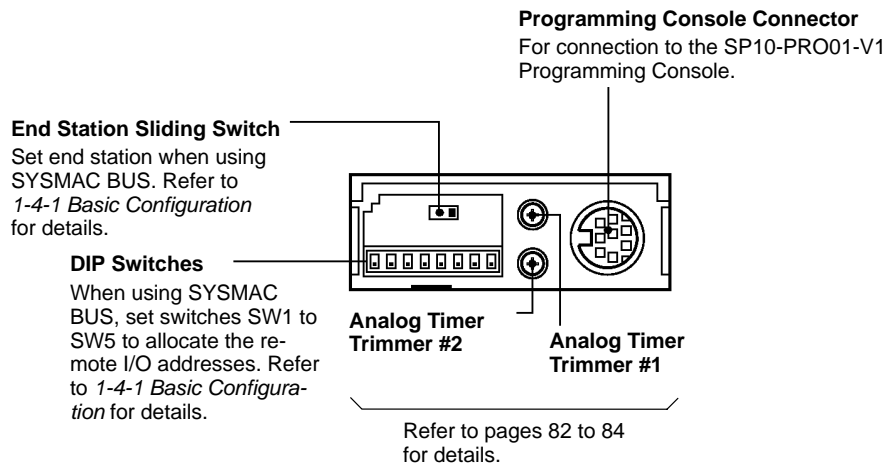 Programming Console Connector
For connection to the SP10-PRO01-V1
Programming Console.
End Station Sliding Switch
Set end station when using
SYSMAC BUS. Refer to
1-4-1 Basic Configuration
for details.
DIP Switches
When using SYSMAC
BUS, set switches SW1 to
SW5 to allocate the re-
mote I/O addresses. Refer
to 1-4-1 Basic Configura-
tion for details.
Analog Timer
Trimmer #2
Analog Timer
Trimmer #1
Refer to pages 82 to 84
for details.